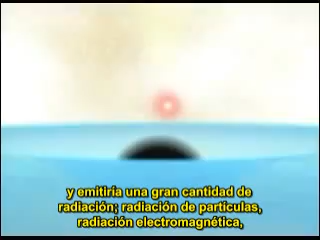 y emitiría una gran cantidad de
radiación; radiación de partículas,
radiación electromagnética,